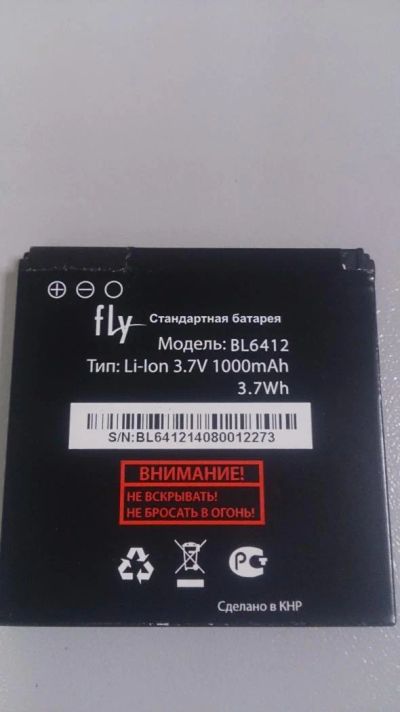 fly Стандартная батарея
Модель: BL6412
Тип: Li-Ion 3.7V 1000mAh
3.7Wh
S/N:BL641214080012273
ВНИМАНИЕ!
НЕ ВСКРЫВАТЬ!
НЕ БРОСАТЬ В ОГОНЬ!
Сделано в КНР